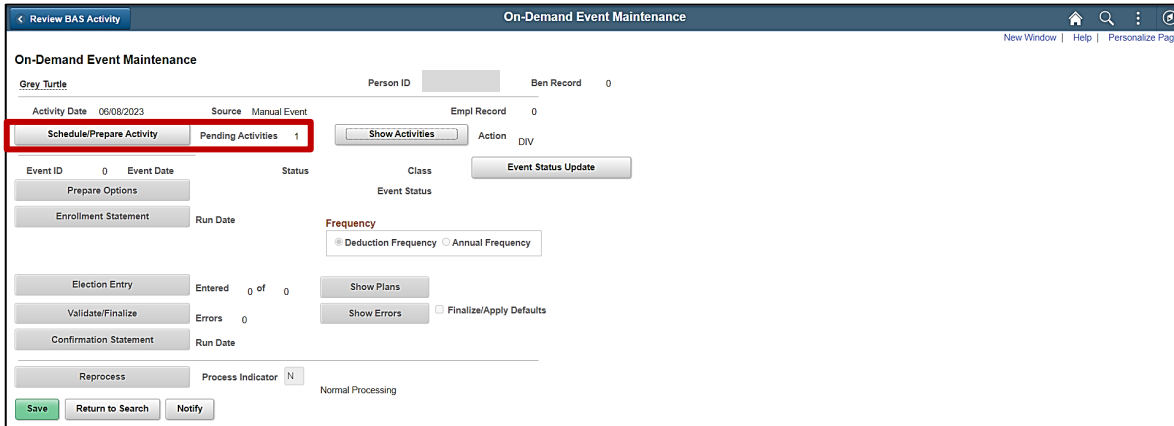 Review BAS Activity On-Demand Event Maintenance
New Window | Help | Personalize Pag
On-Demand Event Maintenance
Grey Turtle Person ID Ben Record 0
Activity Date 06/08/2023 Source Manual Event Empl Record 0
Schedule/Prepare Activity Pending Activities 1 Show Activities Action DIV
Event ID 0 Event Date Status Class Event Status Update
Prepare Options Event Status
Enrollment Statement Run Date
Frequency
Deduction Frequency Annual Frequency
Election Entry Entered 0 of 0 Show Plans
Validate/Finalize Errors 0 Show Errors Finalize/Apply Defaults
Confirmation Statement Run Date
Reprocess Process Indicator N Normal Processing
Save Return to Search Notify